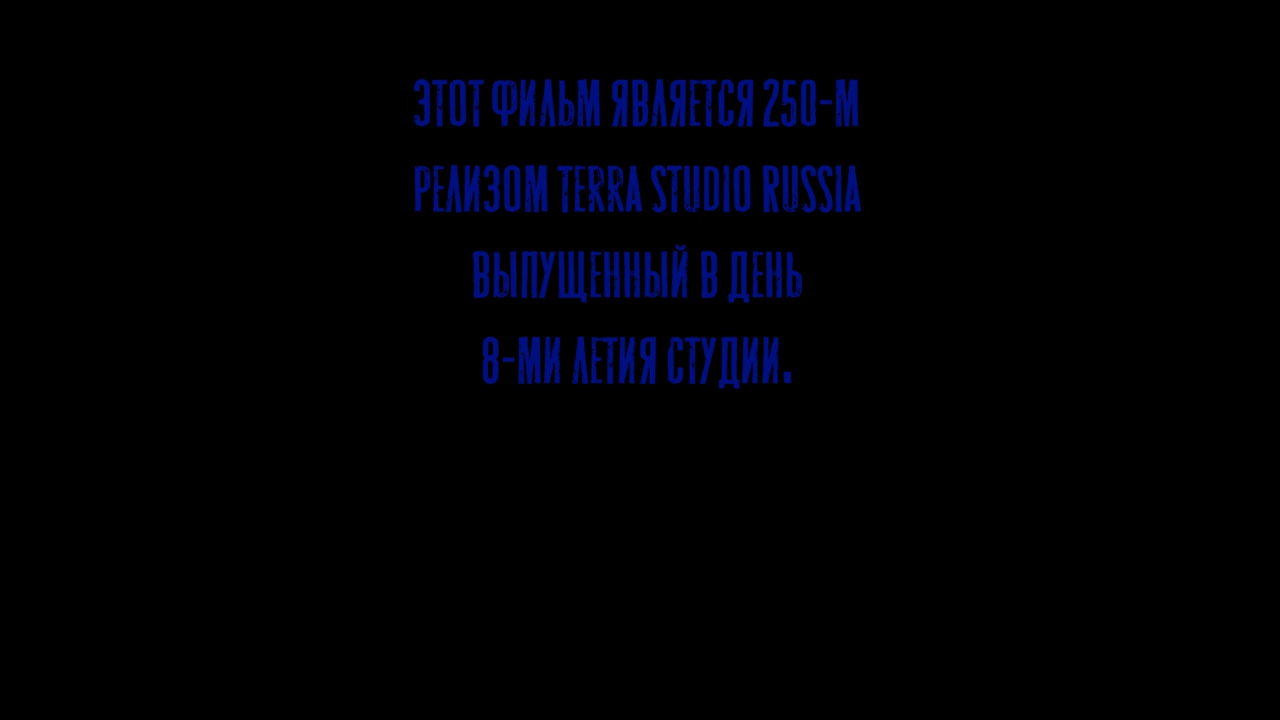 ЭТОТ ФИЛЬМ ЯВЛЯЕТСЯ 250-М
РЕЛИЗОМ TERRA STUDIO RUSSIA
ВЫПУЩЕННЫЙ В ДЕНЬ
8-МИ ЛЕТИЯ СТУДИИ.